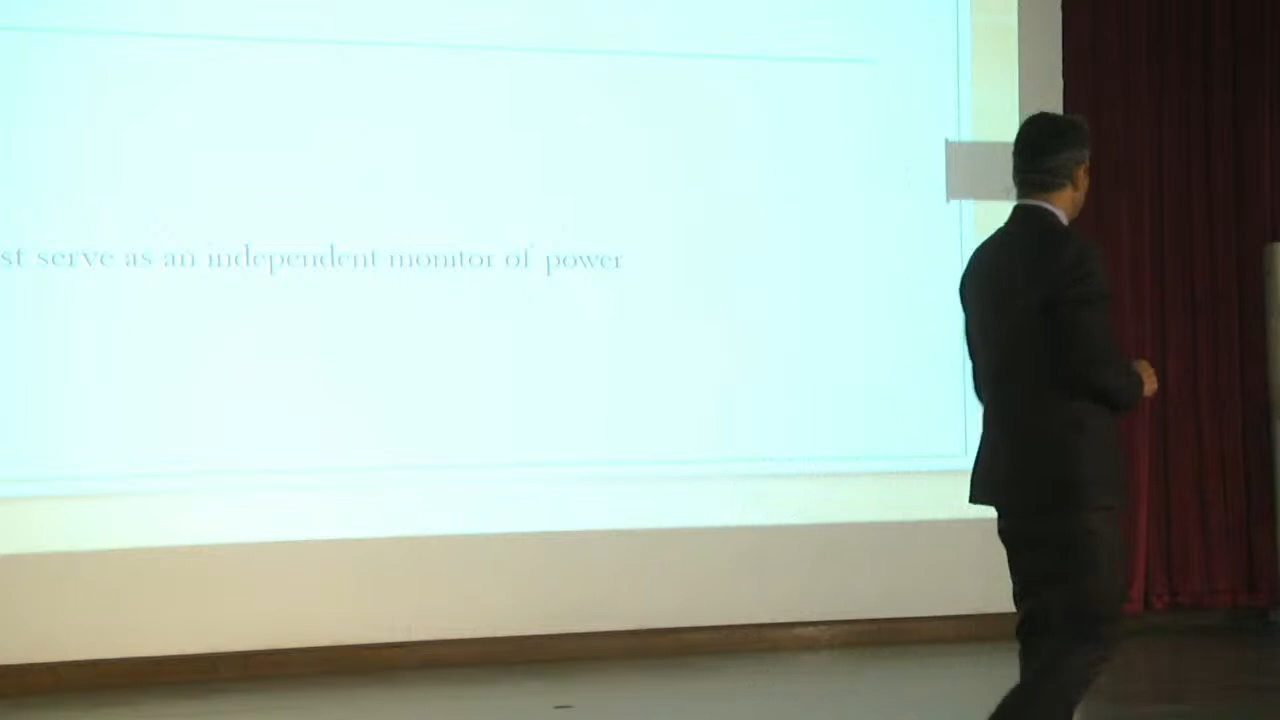 st serve as an independent monitor of power